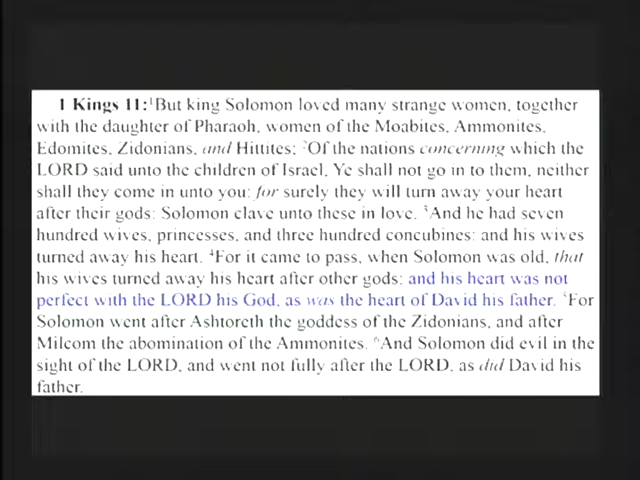 1 Kings 11:¹But king Solomon loved many strange women, together
with the daughter of Pharaoh, women of the Moabites, Ammonites,
Edomites, Zidonians, and Hittites; ²Of the nations concerning which the
LORD said unto the children of Israel, Ye shall not go in to them, neither
shall they come in unto you: for surely they will turn away your heart
after their gods: Solomon clave unto these in love. ³And he had seven
hundred wives, princesses, and three hundred concubines: and his wives
turned away his heart. ⁴For it came to pass, when Solomon was old, that
his wives turned away his heart after other gods: and his heart was not
perfect with the LORD his God, as was the heart of David his father. ⁵For
Solomon went after Ashtoreth the goddess of the Zidonians, and after
Milcom the abomination of the Ammonites. ⁶And Solomon did evil in the
sight of the LORD, and went not fully after the LORD, as did David his
father.